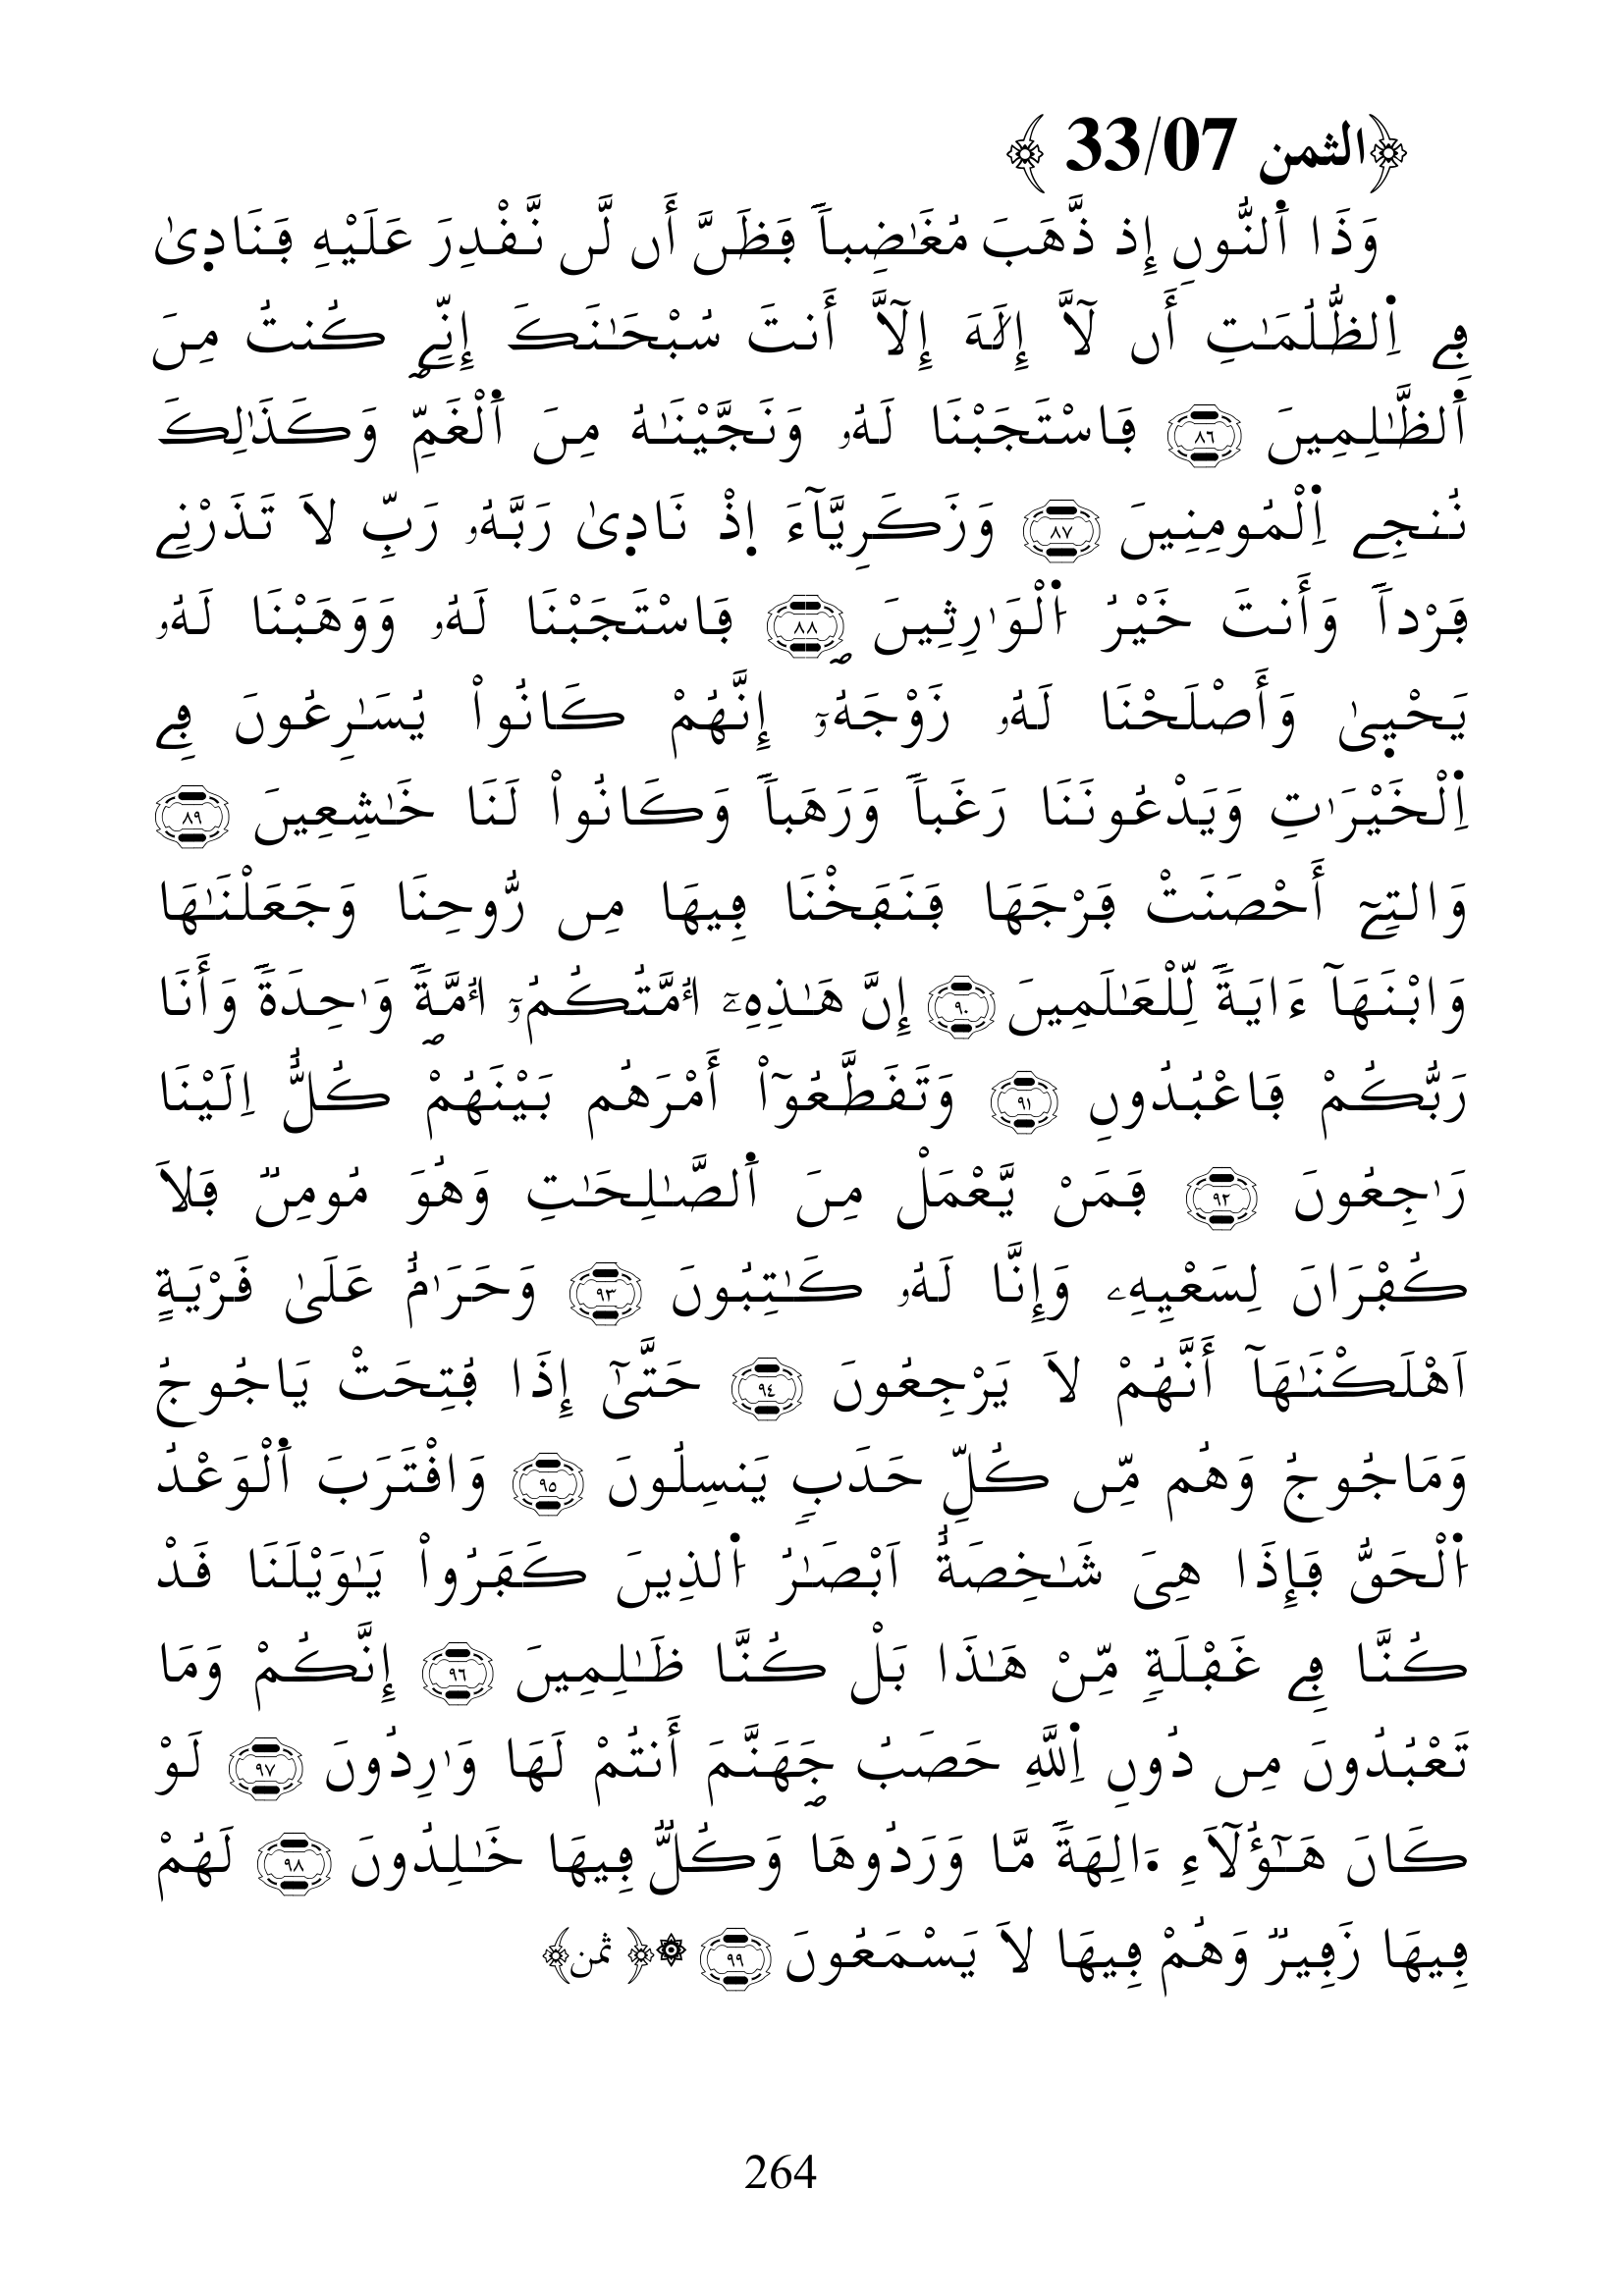 ﴿الثمن 33/07 ﴾
وَذَا اَ۬لنُّونِ إِذ ذَّهَبَ مُغَٰضِباٗ فَظَنَّ أَن لَّن نَّقْدِرَ عَلَيْهِ فَنَاد۪ىٰ
فِے اِ۬لظُّلُمَٰتِ أَن لَّآ إِلَٰهَ إِلَّآ أَنتَ سُبْحَٰنَكَ إِنِّے كُنتُ مِنَ
اَ۬لظَّٰلِمِينَ ٨٦ فَاسْتَجَبْنَا لَهُۥ وَنَجَّيْنَٰهُ مِنَ اَ۬لْغَمِّ وَكَذَٰلِكَ
نُنجِے اِ۬لْمُومِنِينَ ٨٧ وَزَكَرِيَّآءَ ا۪ذْ نَاد۪ىٰ رَبَّهُۥ رَبِّ لَا تَذَرْنِے
فَرْداٗ وَأَنتَ خَيْرُ اُ۬لْوَٰرِثِينَ ٨٨ فَاسْتَجَبْنَا لَهُۥ وَوَهَبْنَا لَهُۥ
يَحْي۪ىٰ وَأَصْلَحْنَا لَهُۥ زَوْجَهُۥٓ إِنَّهُمْ كَانُواْ يُسَٰرِعُونَ فِے
اِ۬لْخَيْرَٰتِ وَيَدْعُونَنَا رَغَباٗ وَرَهَباٗ وَكَانُواْ لَنَا خَٰشِعِينَ ٨٩
وَالتِےٓ أَحْصَنَتْ فَرْجَهَا فَنَفَخْنَا فِيهَا مِن رُّوحِنَا وَجَعَلْنَٰهَا
وَابْنَهَآ ءَايَةٗ لِّلْعَٰلَمِينَ ٩٠ إِنَّ هَٰذِهِۦٓ أُمَّتُكُمُۥٓ أُمَّةٗ وَٰحِدَةٗ وَأَنَا
رَبُّكُمْ فَاعْبُدُونِ ٩١ وَتَقَطَّعُوٓاْ أَمْرَهُم بَيْنَهُمْ كُلٌّ اِلَيْنَا
رَٰجِعُونَ ٩٢ فَمَنْ يَّعْمَلْ مِنَ اَ۬لصَّٰلِحَٰتِ وَهُوَ مُومِنٞ فَلَا
كُفْرَانَ لِسَعْيِهِۦ وَإِنَّا لَهُۥ كَٰتِبُونَ ٩٣ وَحَرَٰمٌ عَلَىٰ قَرْيَةٍ
اَهْلَكْنَٰهَآ أَنَّهُمْ لَا يَرْجِعُونَ ٩٤ حَتَّىٰٓ إِذَا فُتِحَتْ يَاجُوجُ
وَمَاجُوجُ وَهُم مِّن كُلِّ حَدَبٖ يَنسِلُونَ ٩٥ وَاقْتَرَبَ اَ۬لْوَعْدُ
اُ۬لْحَقُّ فَإِذَا هِىَ شَٰخِصَةٌ اَبْصَٰرُ اُ۬لذِينَ كَفَرُواْ يَٰوَيْلَنَا قَدْ
كُنَّا فِے غَفْلَةٖ مِّنْ هَٰذَا بَلْ كُنَّا ظَٰلِمِينَ ٩٦ إِنَّكُمْ وَمَا
تَعْبُدُونَ مِن دُونِ اِ۬للَّهِ حَصَبُ جَهَنَّمَ أَنتُمْ لَهَا وَٰرِدُونَ ٩٧ لَوْ
كَانَ هَٰٓؤُلَآءِ ا۬لِهَةٗ مَّا وَرَدُوهَا وَكُلّٞ فِيهَا خَٰلِدُونَ ٩٨ لَهُمْ
فِيهَا زَفِيرٞ وَهُمْ فِيهَا لَا يَسْمَعُونَ ٩٩ ۞﴿ ثمن﴾
264